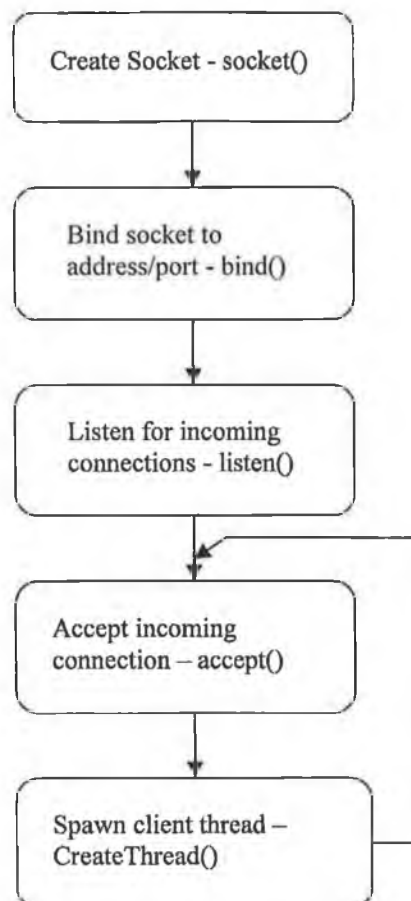 Create Socket - socket()
Bind socket to
address/port - bind()
Listen for incoming
connections - listen()
Accept incoming
connection – accept()
Spawn client thread –
CreateThread()